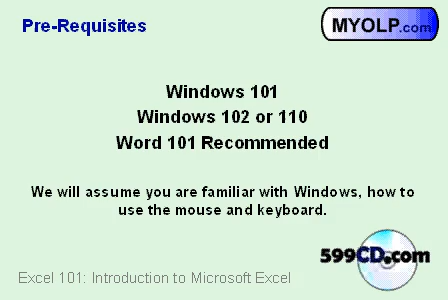 Pre-Requisites
MYOLP.com
Windows 101
Windows 102 or 110
Word 101 Recommended
We will assume you are familiar with Windows, how to
use the mouse and keyboard.
599CD.com
Excel 101: Introduction to Microsoft Excel